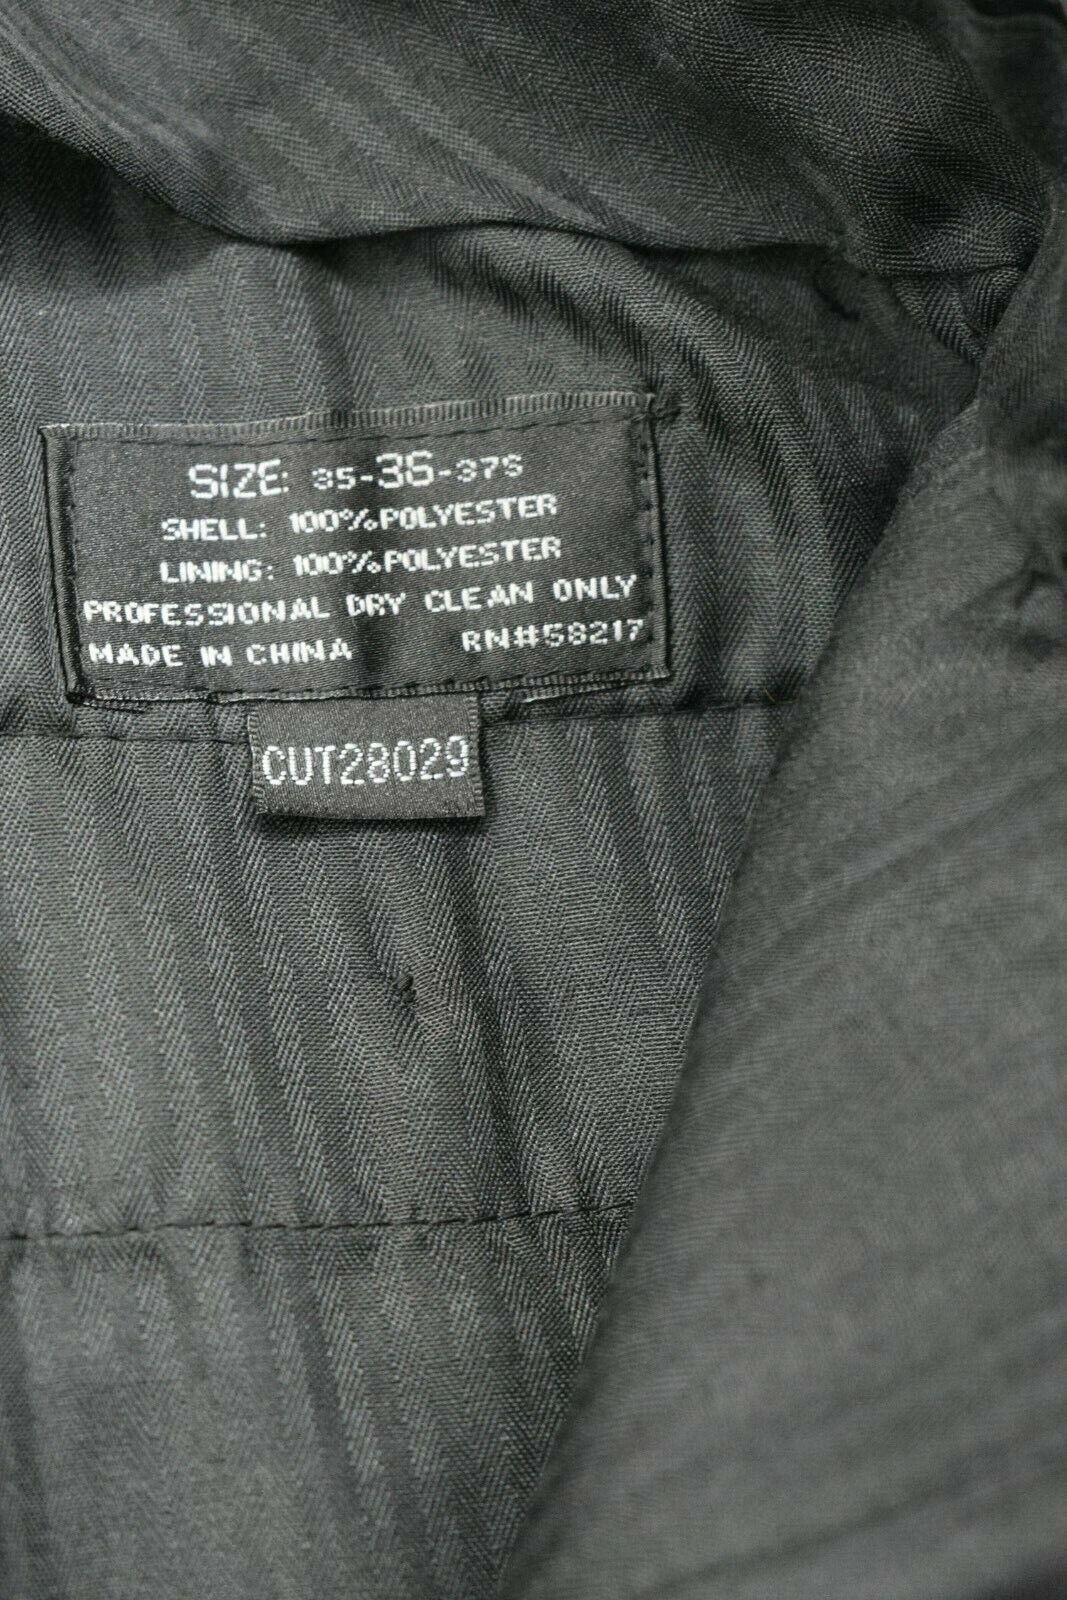 SIZE: 35-36-37S
SHELL: 100%POLYESTER
LINING: 100%POLYESTER
PROFESSIONAL DRY CLEAN ONLY
MADE IN CHINA RN#58217
CUT28029